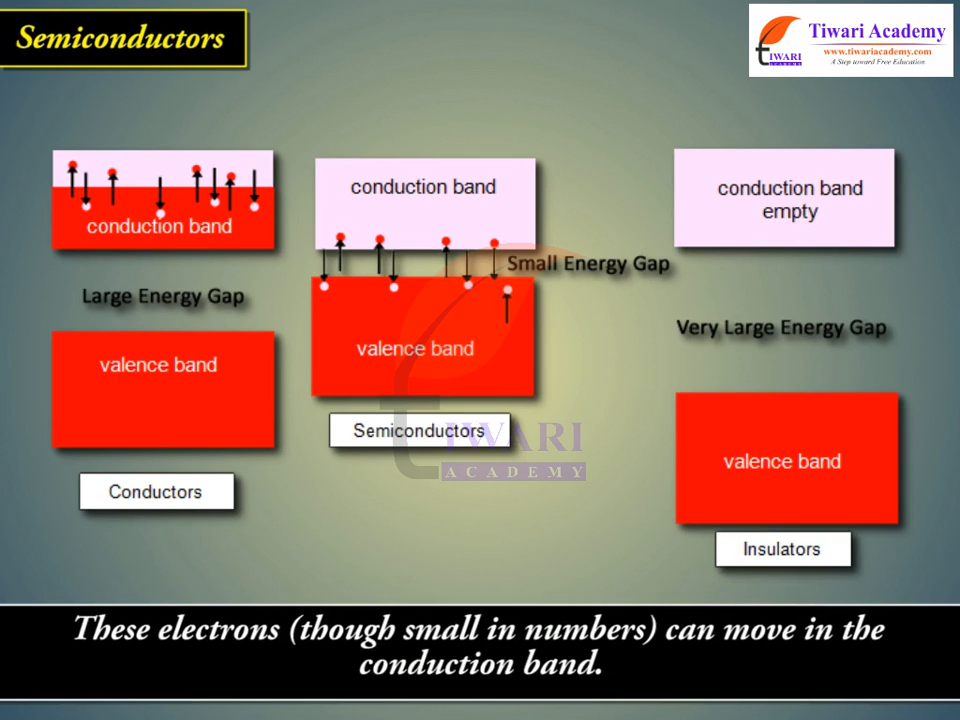 Semiconductors
Tiwari Academy
www.tiwariacademy.com
A Step toward Free Education
TIWARI
ACADEMY
conduction band
Large Energy Gap
valence band
Conductors
conduction band
Small Energy Gap
valence band
Semiconductors
TIWARI
ACADEMY
conduction band
empty
Very Large Energy Gap
valence band
Insulators
These electrons (though small in numbers) can move in the
conduction band.